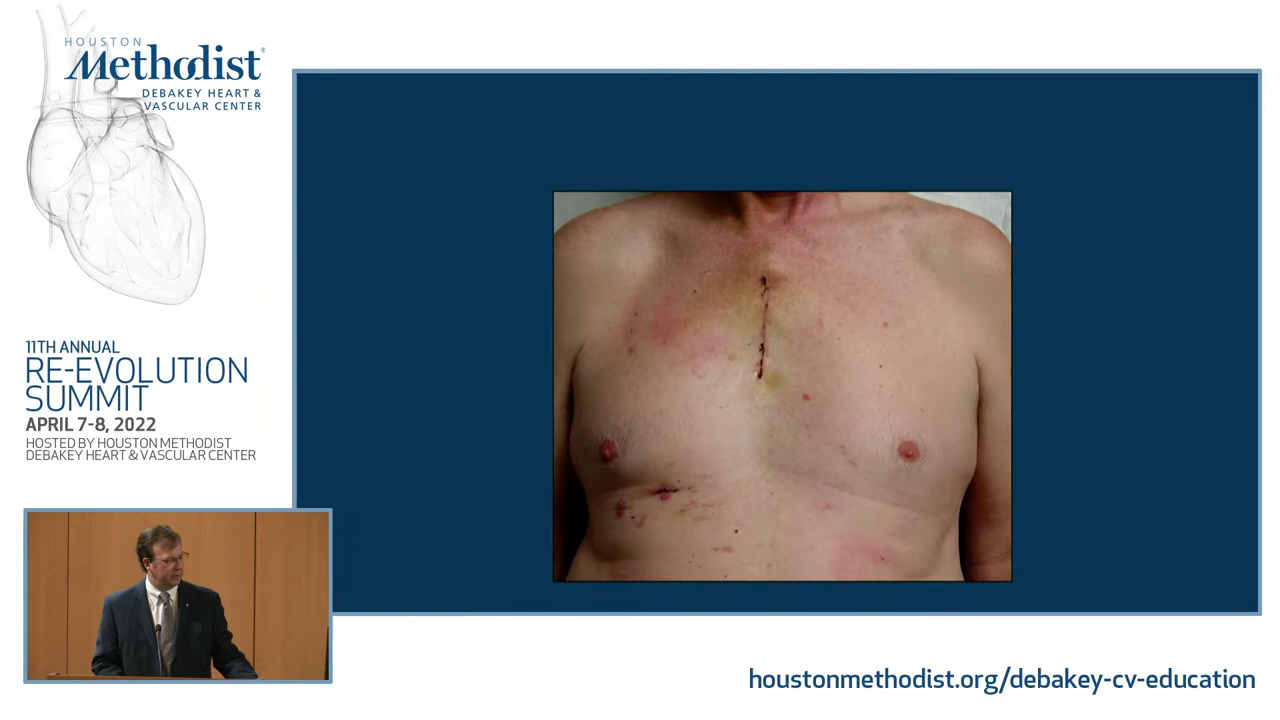 HOUSTON
Methodist®
DEBAKEY HEART &
VASCULAR CENTER
11TH ANNUAL
RE-EVOLUTION
SUMMIT
APRIL 7-8, 2022
HOSTED BY HOUSTON METHODIST
DEBAKEY HEART & VASCULAR CENTER
houstonmethodist.org/debakey-cv-education